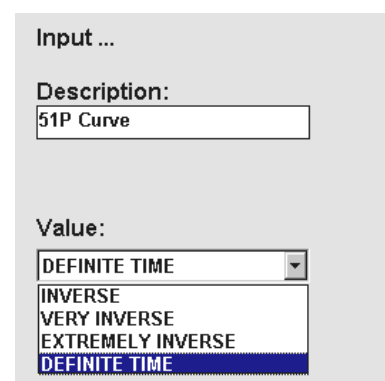 Input ...
Description:
51P Curve
Value:
DEFINITE TIME
INVERSE
VERY INVERSE
EXTREMELY INVERSE
DEFINITE TIME